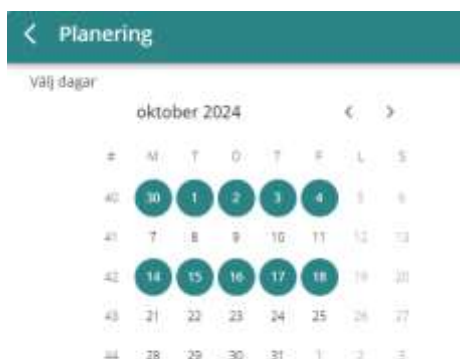 Planering
Välj dagar
oktober 2024 < >
# M T O T F L S
40 30 1 2 3 4 5 6
41 7 8 9 10 11 12 13
42 14 15 16 17 18 19 20
43 21 22 23 24 25 26 27
44 28 29 30 31 1 2 3